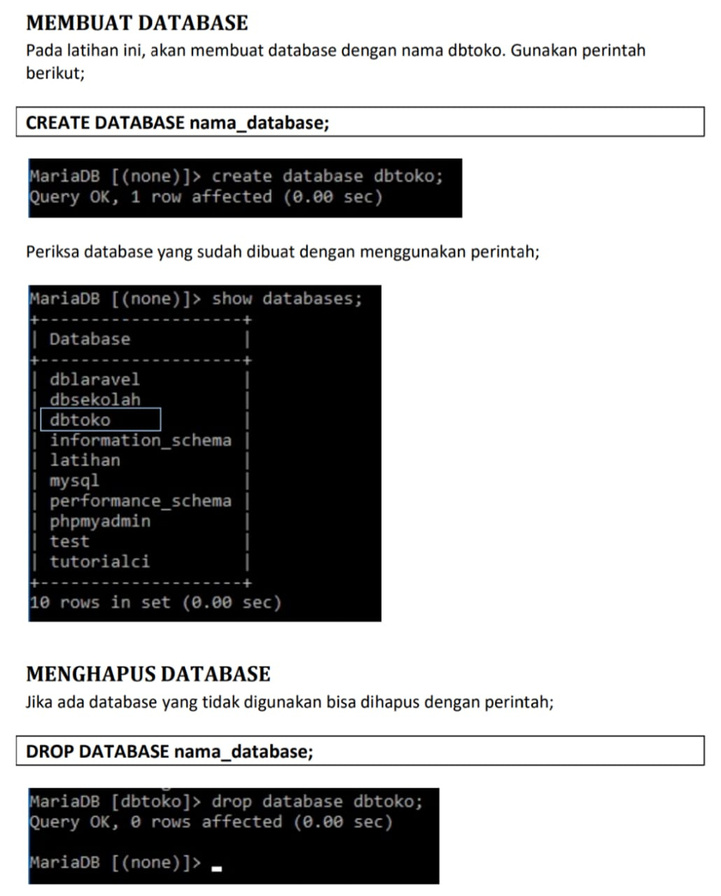 MEMBUAT DATABASE
Pada latihan ini, akan membuat database dengan nama dbtoko. Gunakan perintah
berikut;
CREATE DATABASE nama_database;
MariaDB [(none)]> create database dbtoko;
Query OK, 1 row affected (0.00 sec)
Periksa database yang sudah dibuat dengan menggunakan perintah;
MariaDB [(none)]> show databases;
+--------------------+
| Database           |
+--------------------+
| dblaravel          |
| dbsekolah          |
| dbtoko             |
| information_schema |
| latihan            |
| mysql              |
| performance_schema |
| phpmyadmin         |
| test               |
| tutorialci         |
+--------------------+
10 rows in set (0.00 sec)
MENGHAPUS DATABASE
Jika ada database yang tidak digunakan bisa dihapus dengan perintah;
DROP DATABASE nama_database;
MariaDB [dbtoko]> drop database dbtoko;
Query OK, 0 rows affected (0.00 sec)
MariaDB [(none)]> _